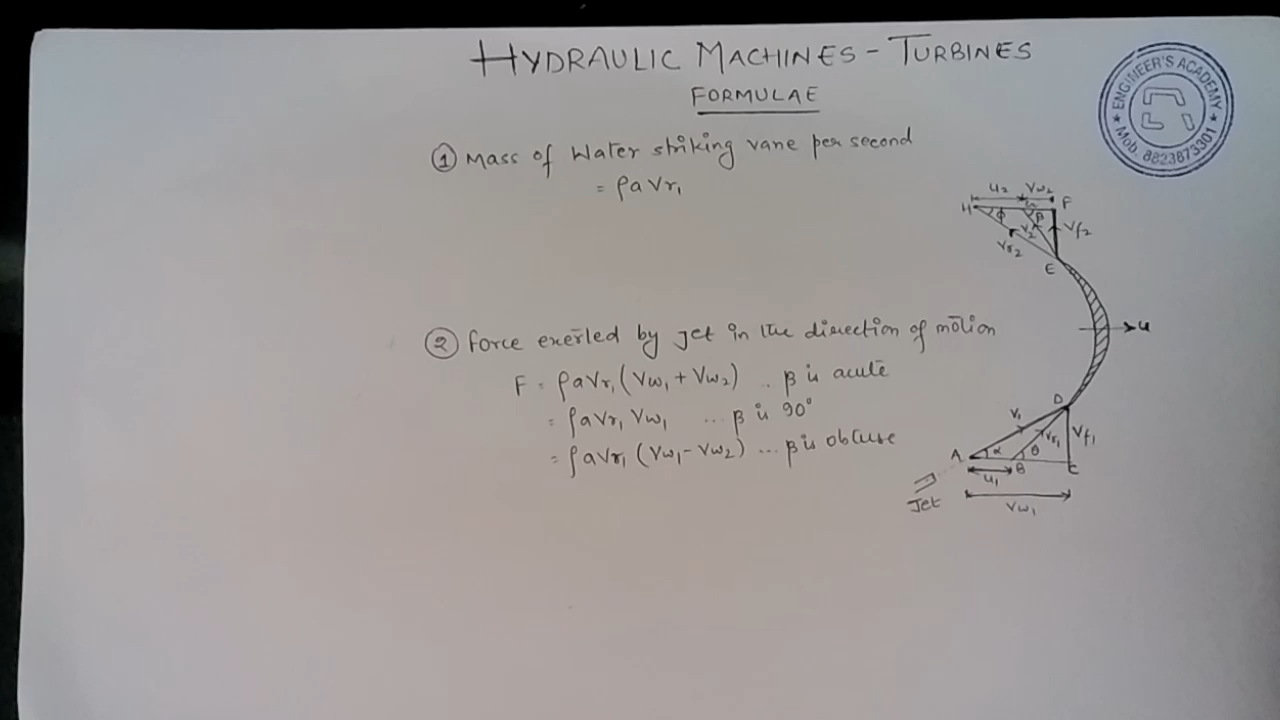 HYDRAULIC MACHINES - TURBINES
FORMULAE
ENGINEER'S ACADEMY
* Mob. 8823873301 *
① Mass of Water striking vane per second
= ρaVr₁
u₂ Vw₂
H G F
ϕ β
V₂ Vf₂
Vr₂
E
u
② Force exerted by Jet in the direction of motion
F = ρaVr₁(Vw₁ + Vw₂) .. β is acute
= ρaVr₁ Vw₁ ... β is 90°
= ρaVr₁ (Vw₁ - Vw₂) ... β is obtuse
D
V₁ Vr₁ Vf₁
A α θ
u₁ B C
Jet
Vw₁